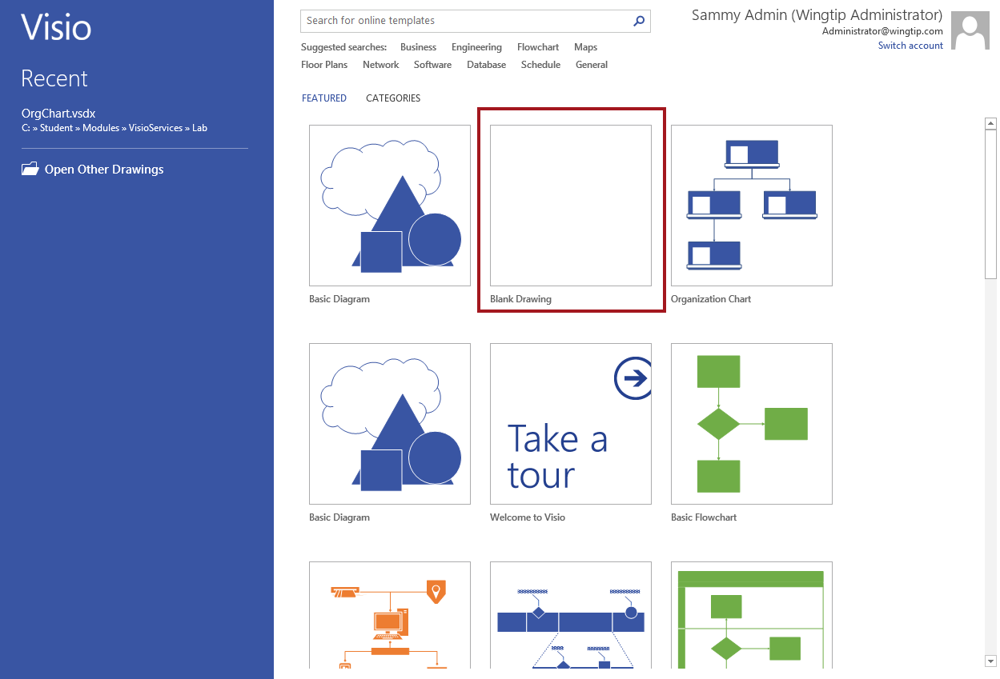 Visio
Recent
OrgChart.vsdx
C: » Student » Modules » VisioServices » Lab
Open Other Drawings
Search for online templates
Sammy Admin (Wingtip Administrator)
Administrator@wingtip.com
Switch account
Suggested searches: Business Engineering Flowchart Maps
Floor Plans Network Software Database Schedule General
FEATURED CATEGORIES
Basic Diagram Blank Drawing Organization Chart
Take a
tour
Basic Diagram Welcome to Visio Basic Flowchart